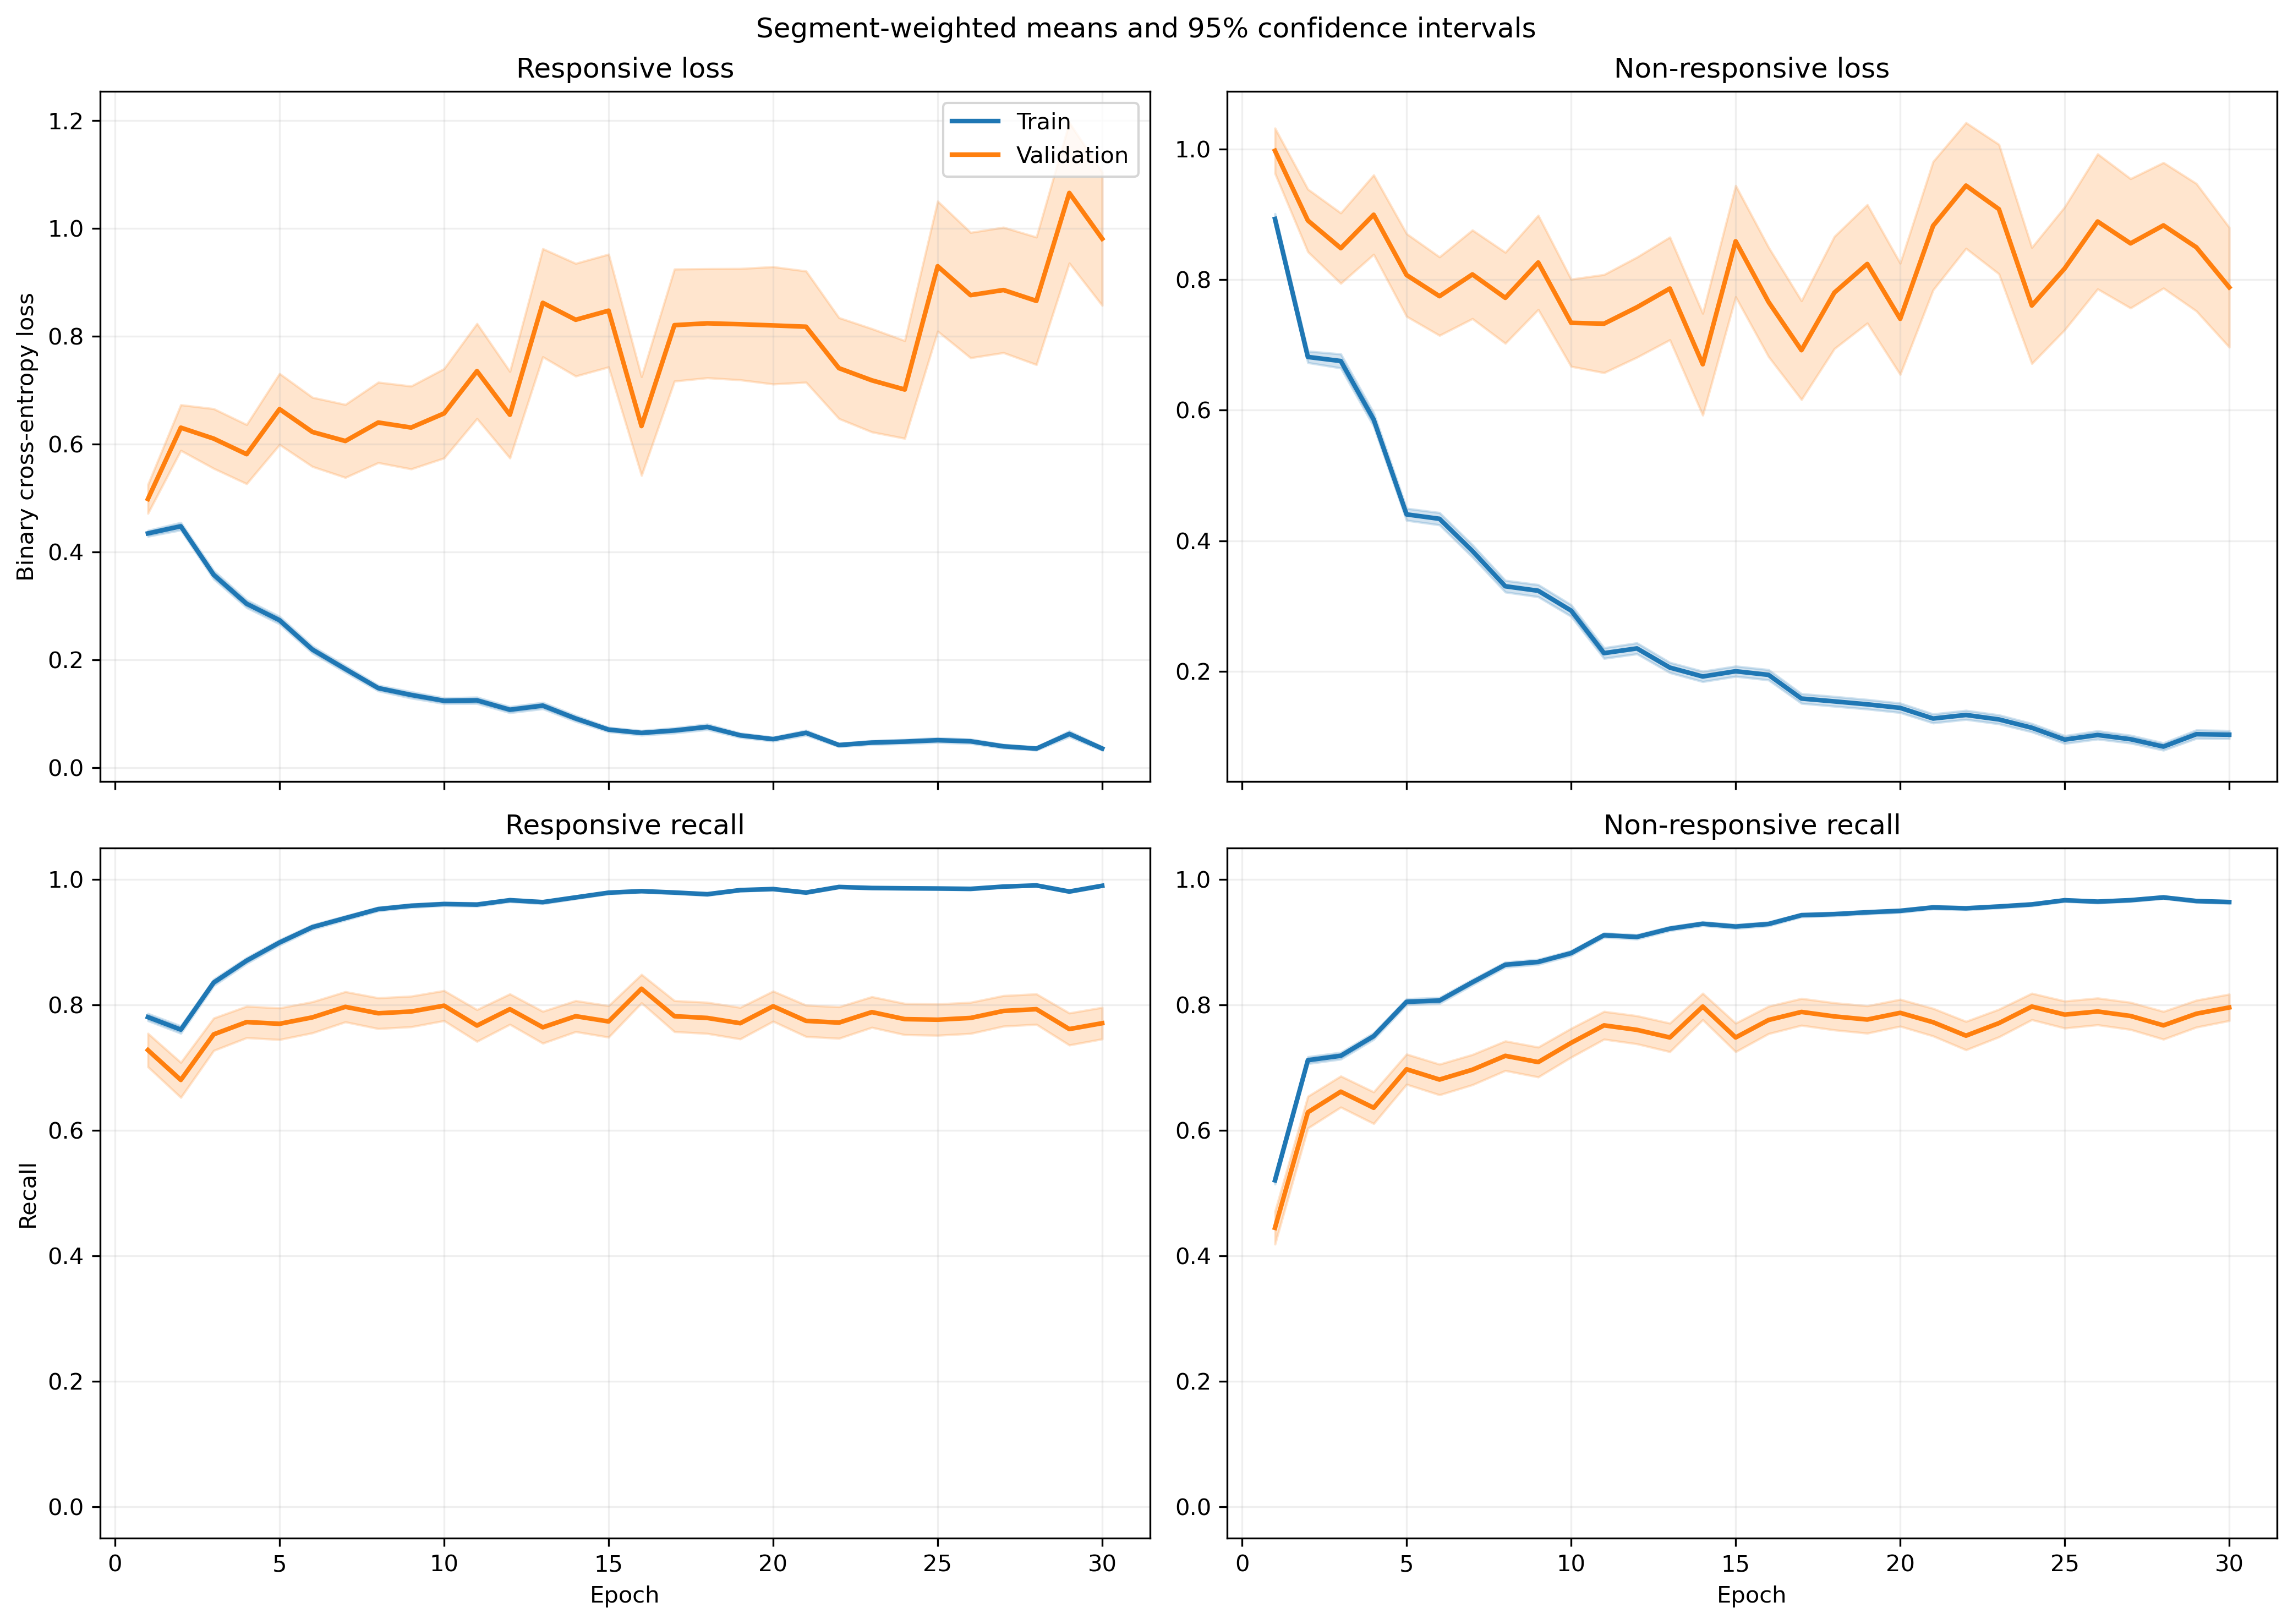 Segment-weighted means and 95% confidence intervals
Responsive loss
Binary cross-entropy loss
1.2
1.0
0.8
0.6
0.4
0.2
0.0
Train
Validation
Non-responsive loss
1.0
0.8
0.6
0.4
0.2
Responsive recall
Recall
1.0
0.8
0.6
0.4
0.2
0.0
0 5 10 15 20 25 30
Epoch
Non-responsive recall
1.0
0.8
0.6
0.4
0.2
0.0
0 5 10 15 20 25 30
Epoch